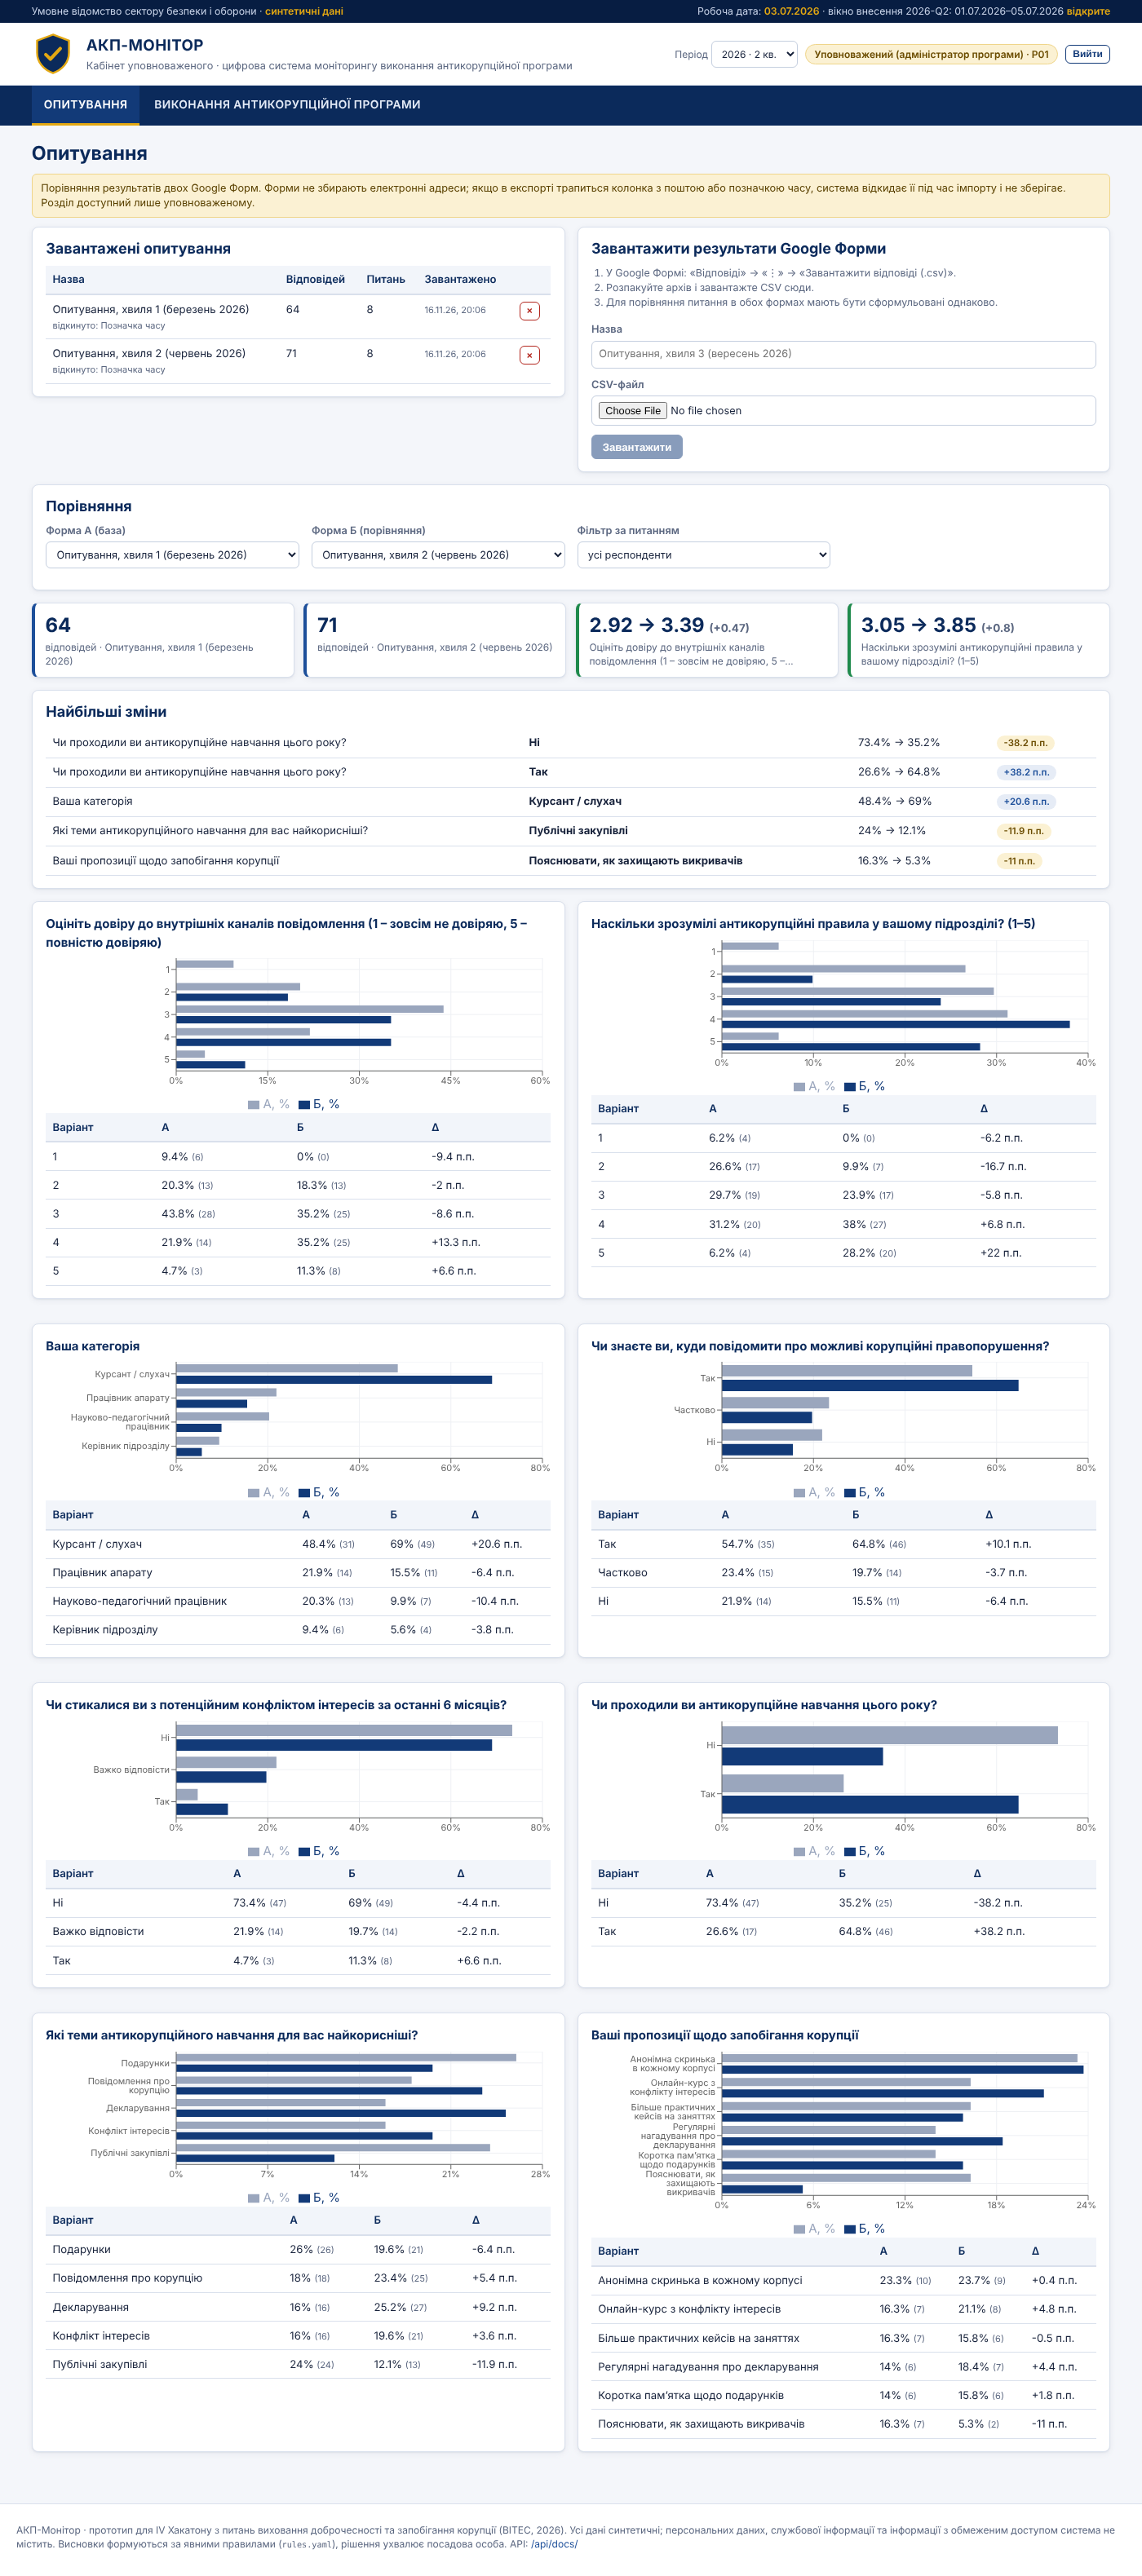 Умовне відомство сектору безпеки і оборони · синтетичні дані
Робоча дата: 03.07.2026 · вікно внесення 2026-Q2: 01.07.2026–05.07.2026 відкрите
АКП-МОНІТОР
Кабінет уповноваженого · цифрова система моніторингу виконання антикорупційної програми
Період 2026 · 2 кв.
Уповноважений (адміністратор програми) · P01
Вийти
ОПИТУВАННЯ
ВИКОНАННЯ АНТИКОРУПЦІЙНОЇ ПРОГРАМИ
Опитування
Порівняння результатів двох Google Форм. Форми не збирають електронні адреси; якщо в експорті трапиться колонка з поштою або позначкою часу, система відкидає її під час імпорту і не зберігає.
Розділ доступний лише уповноваженому.
Завантажені опитування
Назва Відповідей Питань Завантажено
Опитування, хвиля 1 (березень 2026) 64 8 16.11.26, 20:06 ×
відкинуто: Позначка часу
Опитування, хвиля 2 (червень 2026) 71 8 16.11.26, 20:06 ×
відкинуто: Позначка часу
Завантажити результати Google Форми
1. У Google Формі: «Відповіді» → «⋮» → «Завантажити відповіді (.csv)».
2. Розпакуйте архів і завантажте CSV сюди.
3. Для порівняння питання в обох формах мають бути сформульовані однаково.
Назва
Опитування, хвиля 3 (вересень 2026)
CSV-файл
Choose File No file chosen
Завантажити
Порівняння
Форма А (база) Форма Б (порівняння) Фільтр за питанням
Опитування, хвиля 1 (березень 2026) Опитування, хвиля 2 (червень 2026) усі респонденти
64
відповідей · Опитування, хвиля 1 (березень
2026)
71
відповідей · Опитування, хвиля 2 (червень 2026)
2.92 → 3.39 (+0.47)
Оцініть довіру до внутрішніх каналів
повідомлення (1 – зовсім не довіряю, 5 –...
3.05 → 3.85 (+0.8)
Наскільки зрозумілі антикорупційні правила у
вашому підрозділі? (1–5)
Найбільші зміни
Чи проходили ви антикорупційне навчання цього року? Ні 73.4% → 35.2% -38.2 п.п.
Чи проходили ви антикорупційне навчання цього року? Так 26.6% → 64.8% +38.2 п.п.
Ваша категорія Курсант / слухач 48.4% → 69% +20.6 п.п.
Які теми антикорупційного навчання для вас найкорисніші? Публічні закупівлі 24% → 12.1% -11.9 п.п.
Ваші пропозиції щодо запобігання корупції Пояснювати, як захищають викривачів 16.3% → 5.3% -11 п.п.
Оцініть довіру до внутрішніх каналів повідомлення (1 – зовсім не довіряю, 5 –
повністю довіряю)
1
2
3
4
5
0% 15% 30% 45% 60%
А, % Б, %
Варіант А Б Δ
1 9.4% (6) 0% (0) -9.4 п.п.
2 20.3% (13) 18.3% (13) -2 п.п.
3 43.8% (28) 35.2% (25) -8.6 п.п.
4 21.9% (14) 35.2% (25) +13.3 п.п.
5 4.7% (3) 11.3% (8) +6.6 п.п.
Наскільки зрозумілі антикорупційні правила у вашому підрозділі? (1–5)
1
2
3
4
5
0% 10% 20% 30% 40%
А, % Б, %
Варіант А Б Δ
1 6.2% (4) 0% (0) -6.2 п.п.
2 26.6% (17) 9.9% (7) -16.7 п.п.
3 29.7% (19) 23.9% (17) -5.8 п.п.
4 31.2% (20) 38% (27) +6.8 п.п.
5 6.2% (4) 28.2% (20) +22 п.п.
Ваша категорія
Курсант / слухач
Працівник апарату
Науково-педагогічний
працівник
Керівник підрозділу
0% 20% 40% 60% 80%
А, % Б, %
Варіант А Б Δ
Курсант / слухач 48.4% (31) 69% (49) +20.6 п.п.
Працівник апарату 21.9% (14) 15.5% (11) -6.4 п.п.
Науково-педагогічний працівник 20.3% (13) 9.9% (7) -10.4 п.п.
Керівник підрозділу 9.4% (6) 5.6% (4) -3.8 п.п.
Чи знаєте ви, куди повідомити про можливі корупційні правопорушення?
Так
Частково
Ні
0% 20% 40% 60% 80%
А, % Б, %
Варіант А Б Δ
Так 54.7% (35) 64.8% (46) +10.1 п.п.
Частково 23.4% (15) 19.7% (14) -3.7 п.п.
Ні 21.9% (14) 15.5% (11) -6.4 п.п.
Чи стикалися ви з потенційним конфліктом інтересів за останні 6 місяців?
Ні
Важко відповісти
Так
0% 20% 40% 60% 80%
А, % Б, %
Варіант А Б Δ
Ні 73.4% (47) 69% (49) -4.4 п.п.
Важко відповісти 21.9% (14) 19.7% (14) -2.2 п.п.
Так 4.7% (3) 11.3% (8) +6.6 п.п.
Чи проходили ви антикорупційне навчання цього року?
Ні
Так
0% 20% 40% 60% 80%
А, % Б, %
Варіант А Б Δ
Ні 73.4% (47) 35.2% (25) -38.2 п.п.
Так 26.6% (17) 64.8% (46) +38.2 п.п.
Які теми антикорупційного навчання для вас найкорисніші?
Подарунки
Повідомлення про
корупцію
Декларування
Конфлікт інтересів
Публічні закупівлі
0% 7% 14% 21% 28%
А, % Б, %
Варіант А Б Δ
Подарунки 26% (26) 19.6% (21) -6.4 п.п.
Повідомлення про корупцію 18% (18) 23.4% (25) +5.4 п.п.
Декларування 16% (16) 25.2% (27) +9.2 п.п.
Конфлікт інтересів 16% (16) 19.6% (21) +3.6 п.п.
Публічні закупівлі 24% (24) 12.1% (13) -11.9 п.п.
Ваші пропозиції щодо запобігання корупції
Анонімна скринька
в кожному корпусі
Онлайн-курс з
конфлікту інтересів
Більше практичних
кейсів на заняттях
Регулярні
нагадування про
декларування
Коротка пам’ятка
щодо подарунків
Пояснювати, як
захищають
викривачів
0% 6% 12% 18% 24%
А, % Б, %
Варіант А Б Δ
Анонімна скринька в кожному корпусі 23.3% (10) 23.7% (9) +0.4 п.п.
Онлайн-курс з конфлікту інтересів 16.3% (7) 21.1% (8) +4.8 п.п.
Більше практичних кейсів на заняттях 16.3% (7) 15.8% (6) -0.5 п.п.
Регулярні нагадування про декларування 14% (6) 18.4% (7) +4.4 п.п.
Коротка пам’ятка щодо подарунків 14% (6) 15.8% (6) +1.8 п.п.
Пояснювати, як захищають викривачів 16.3% (7) 5.3% (2) -11 п.п.
АКП-Монітор · прототип для IV Хакатону з питань виховання доброчесності та запобігання корупції (ВІТЕС, 2026). Усі дані синтетичні; персональних даних, службової інформації та інформації з обмеженим доступом система не
містить. Висновки формуються за явними правилами (rules.yaml), рішення ухвалює посадова особа. API: /api/docs/